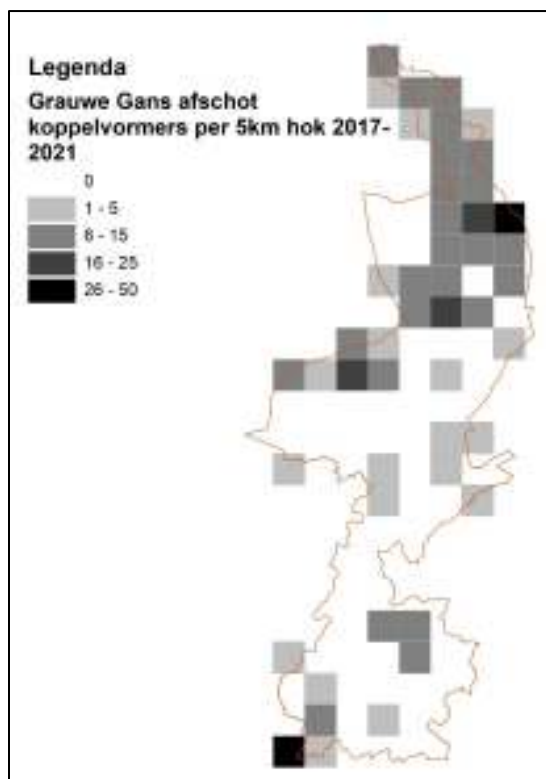 Legenda
Grauwe Gans afschot
koppelvormers per 5km hok 2017-
2021
0
1 - 5
6 - 15
16 - 25
26 - 50